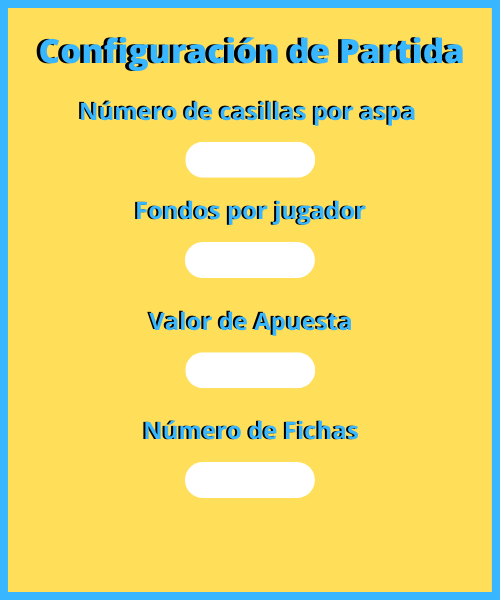 Configuración de Partida
Número de casillas por aspa
Fondos por jugador
Valor de Apuesta
Número de Fichas